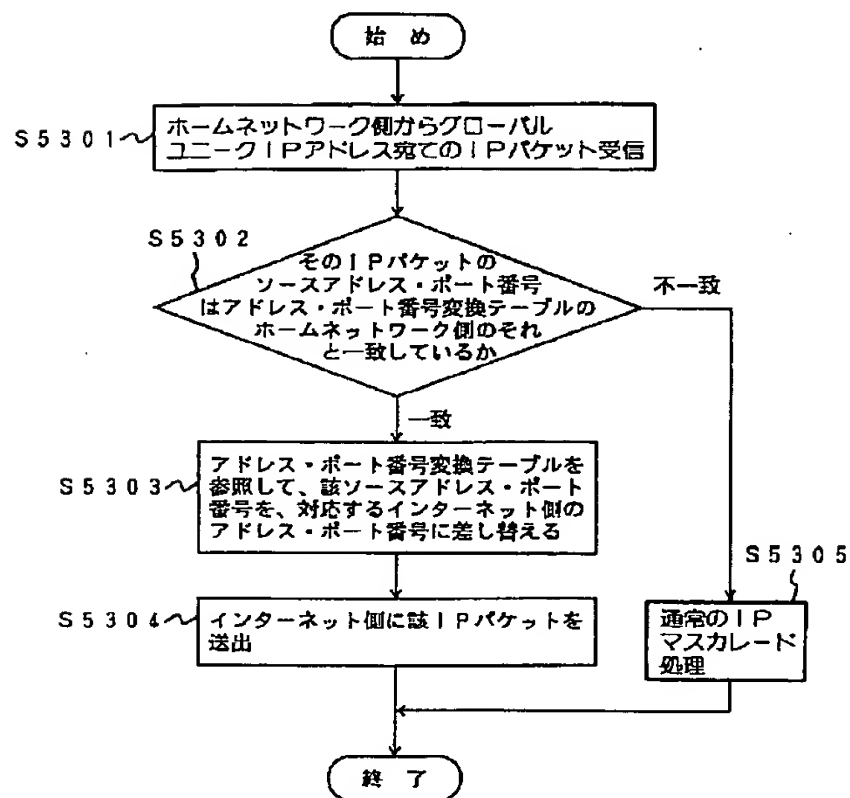 始め
S5301
ホームネットワーク側からグローバル
ユニークIPアドレス宛てのIPパケット受信
S5302
そのIPパケットの
ソースアドレス・ポート番号
はアドレス・ポート番号変換テーブルの
ホームネットワーク側のそれ
と一致しているか
不一致
一致
S5303
アドレス・ポート番号変換テーブルを
参照して、該ソースアドレス・ポート
番号を、対応するインターネット側の
アドレス・ポート番号に差し替える
S5304
インターネット側に該IPパケットを
送出
S5305
通常のIP
マスカレード
処理
終了